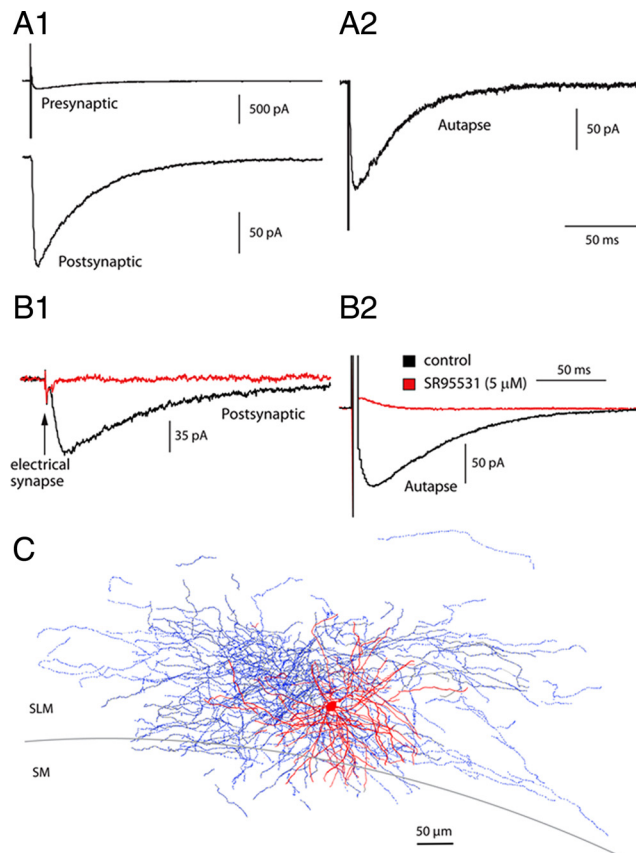 A1
Presynaptic
500 pA
Postsynaptic
50 pA
A2
Autapse
50 pA
50 ms
B1
Postsynaptic
35 pA
electrical
synapse
B2
control
SR95531 (5 µM)
50 ms
50 pA
Autapse
C
SLM
SM
50 µm